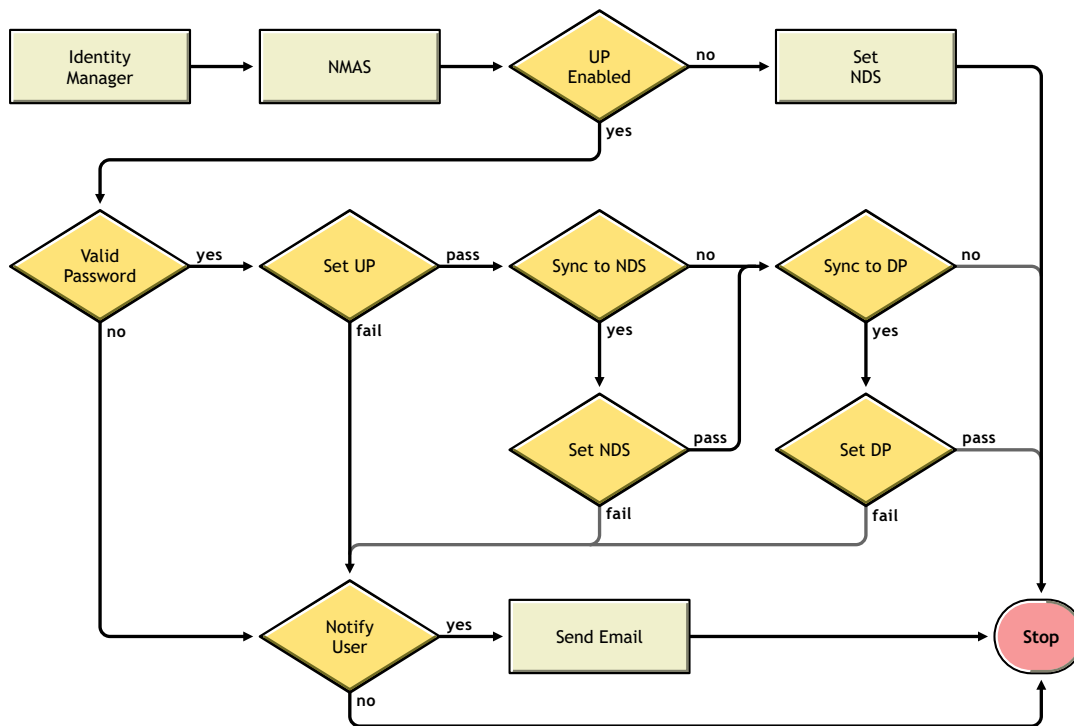 Identity
Manager
NMAS
UP
Enabled
no
Set
NDS
yes
Valid
Password
yes
Set UP
pass
Sync to NDS
no
Sync to DP
no
no
fail
yes
yes
Set NDS
pass
Set DP
pass
fail
fail
Notify
User
yes
Send Email
Stop
no